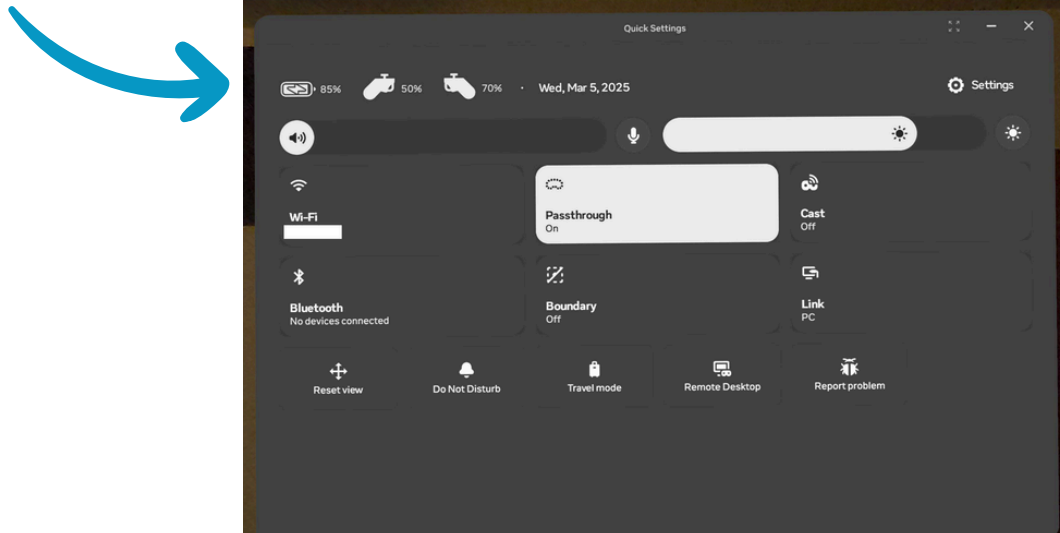 Quick Settings
85% 50% 70% · Wed, Mar 5, 2025 Settings
Wi-Fi
Passthrough
On
Cast
Off
Bluetooth
No devices connected
Boundary
Off
Link
PC
Reset view
Do Not Disturb
Travel mode
Remote Desktop
Report problem